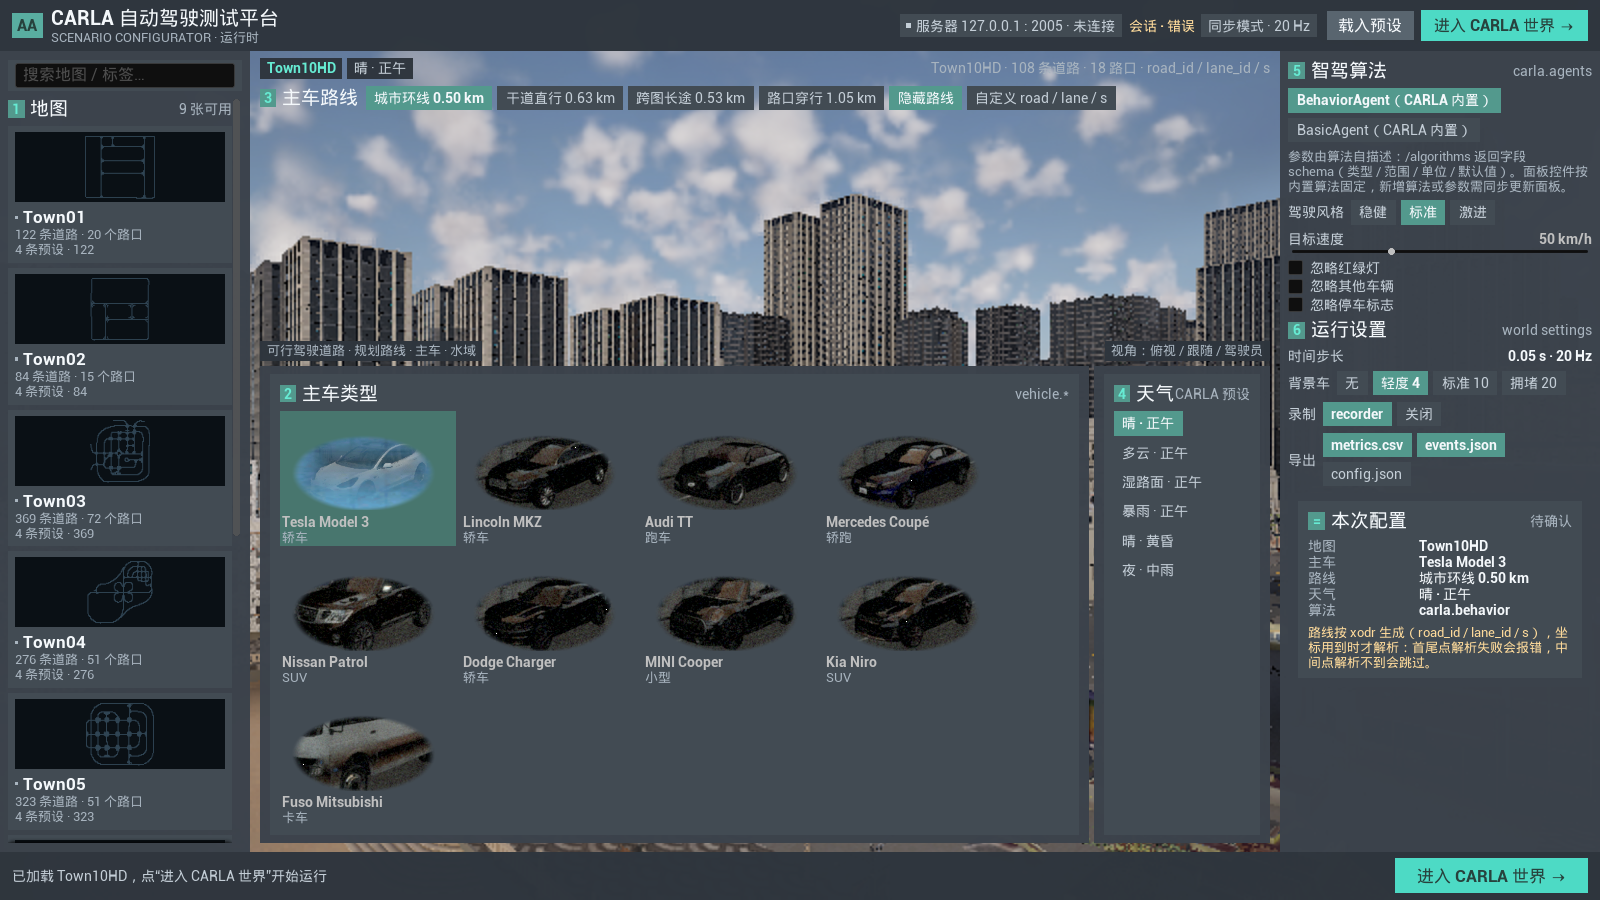 AA
CARLA 自动驾驶测试平台
SCENARIO CONFIGURATOR · 运行时
服务器 127.0.0.1 : 2005 · 未连接
会话 · 错误
同步模式 · 20 Hz
载入预设
进入 CARLA 世界 →
搜索地图 / 标签...
1 地图
9 张可用
Town01
122 条道路 · 20 个路口
4 条预设 · 122
Town02
84 条道路 · 15 个路口
4 条预设 · 84
Town03
369 条道路 · 72 个路口
4 条预设 · 369
Town04
276 条道路 · 51 个路口
4 条预设 · 276
Town05
323 条道路 · 51 个路口
4 条预设 · 323
Town10HD
晴 · 正午
Town10HD · 108 条道路 · 18 路口 · road_id / lane_id / s
3 主车路线
城市环线 0.50 km
干道直行 0.63 km
跨图长途 0.53 km
路口穿行 1.05 km
隐藏路线
自定义 road / lane / s
可行驾驶道路 · 规划路线 · 主车 · 水域
视角：俯视 / 跟随 / 驾驶员
2 主车类型
vehicle.*
Tesla Model 3
轿车
Lincoln MKZ
轿车
Audi TT
跑车
Mercedes Coupé
轿跑
Nissan Patrol
SUV
Dodge Charger
轿车
MINI Cooper
小型
Kia Niro
SUV
Fuso Mitsubishi
卡车
4 天气
CARLA 预设
晴 · 正午
多云 · 正午
湿路面 · 正午
暴雨 · 正午
晴 · 黄昏
夜 · 中雨
5 智驾算法
carla.agents
BehaviorAgent（CARLA 内置）
BasicAgent（CARLA 内置）
参数由算法自描述：/algorithms 返回字段
schema（类型 / 范围 / 单位 / 默认值）。面板控件按
内置算法固定，新增算法或参数需同步更新面板。
驾驶风格
稳健
标准
激进
目标速度
50 km/h
忽略红绿灯
忽略其他车辆
忽略停车标志
6 运行设置
world settings
时间步长
0.05 s · 20 Hz
背景车
无
轻度 4
标准 10
拥堵 20
录制
recorder
关闭
导出
metrics.csv
events.json
config.json
= 本次配置
待确认
地图 Town10HD
主车 Tesla Model 3
路线 城市环线 0.50 km
天气 晴 · 正午
算法 carla.behavior
路线按 xodr 生成（road_id / lane_id / s），坐
标用到时才解析：首尾点解析失败会报错，中
间点解析不到会跳过。
已加载 Town10HD，点“进入 CARLA 世界”开始运行
进入 CARLA 世界 →